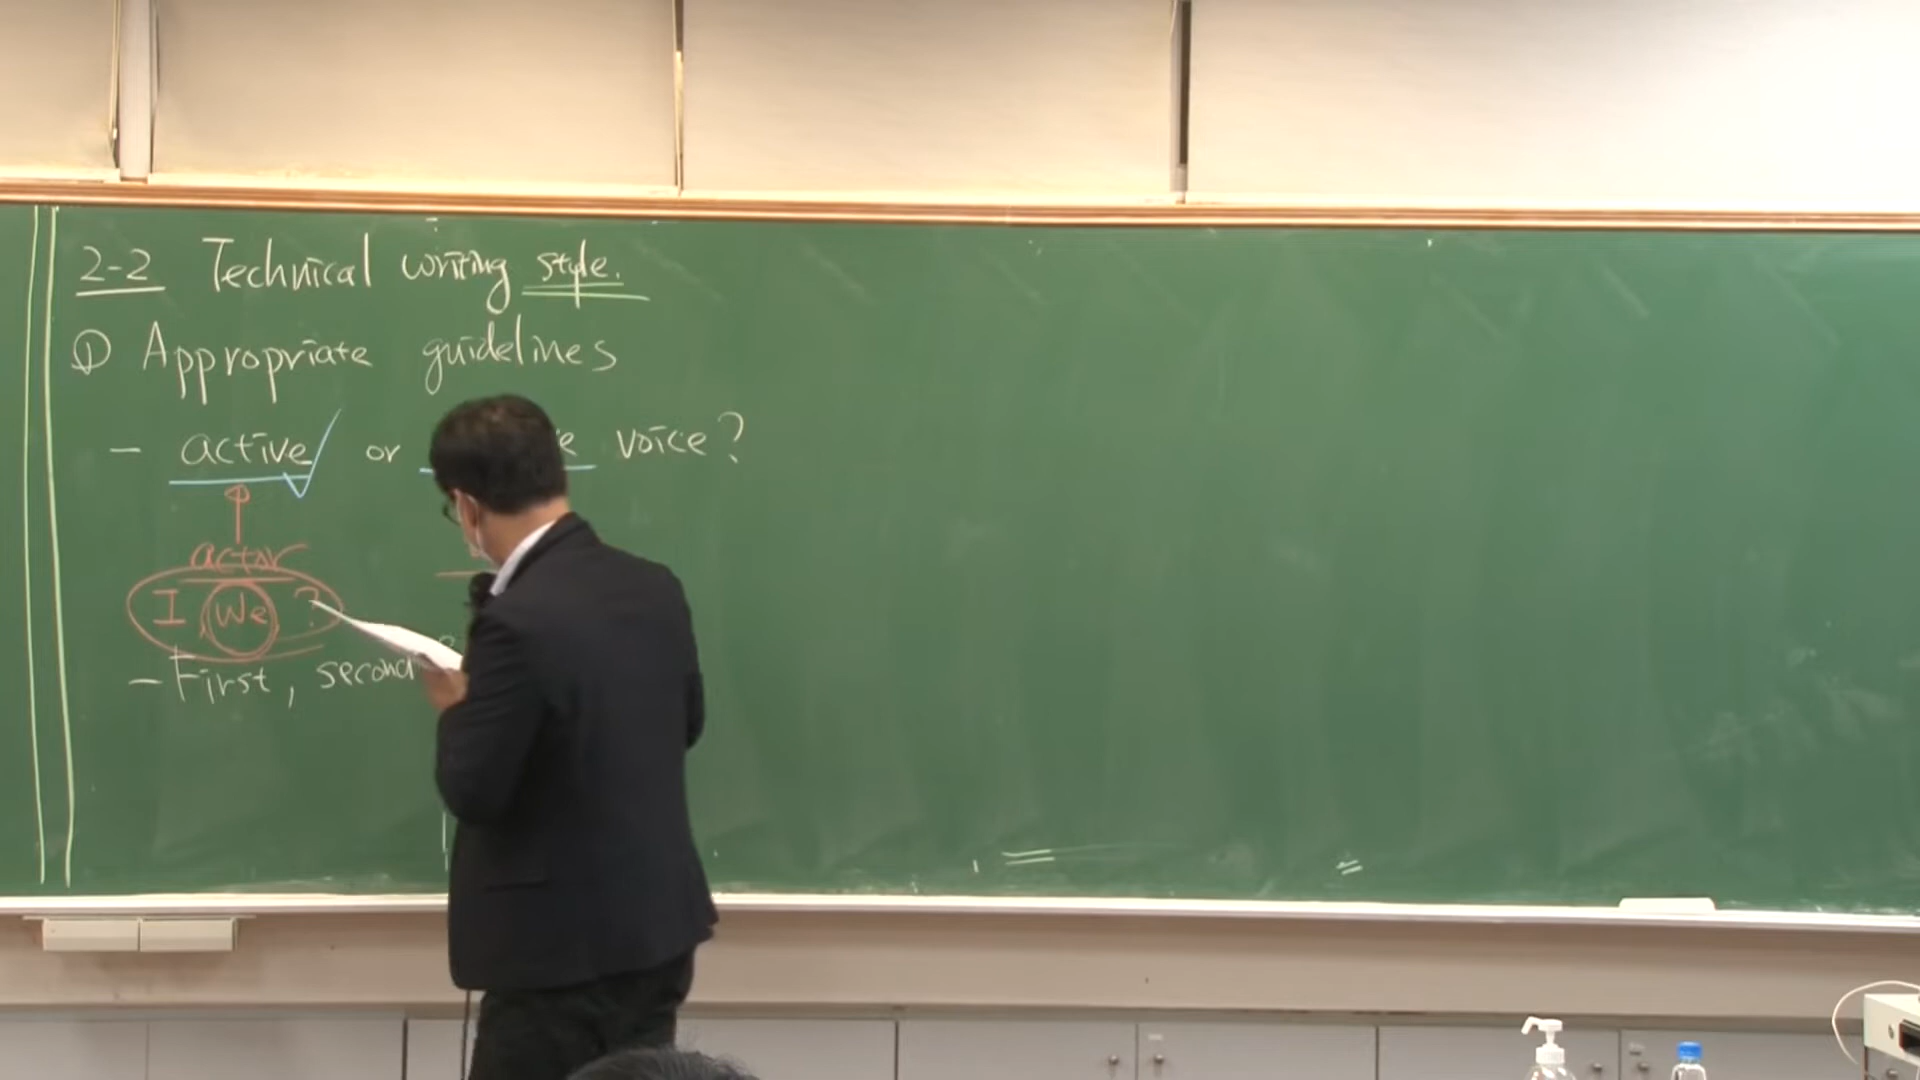 2-2 Technical writing style.
① Appropriate guidelines
- active or voice?
actor
I, We ?
- First, second